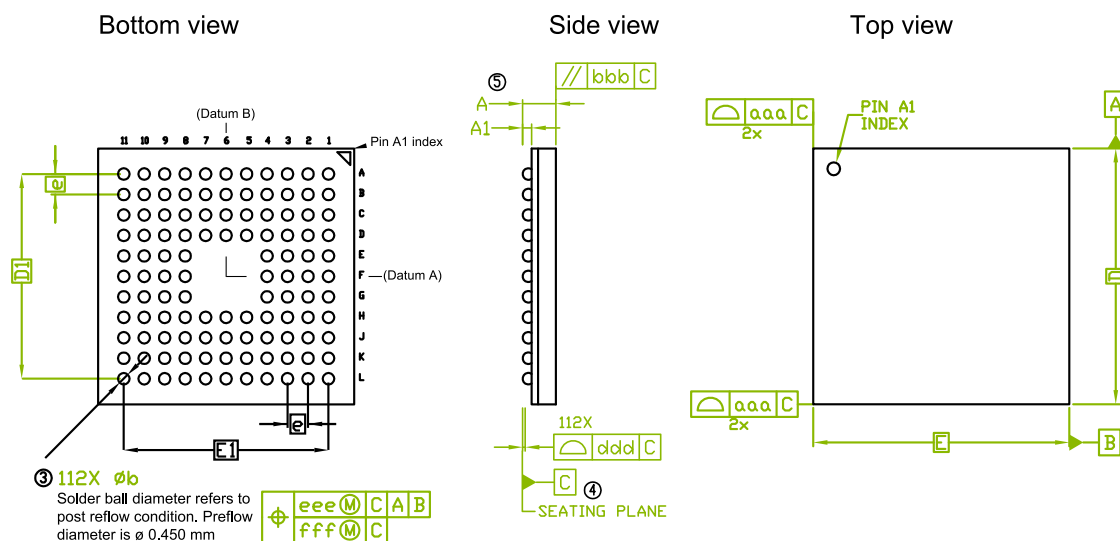 Bottom view
Side view
Top view
(Datum B)
11 10 9 8 7 6 5 4 3 2 1
Pin A1 index
A
B
C
D
E
F
G
H
J
K
L
(Datum A)
e
D1
e
E1
③ 112X Øb
Solder ball diameter refers to
post reflow condition. Preflow
diameter is ø 0.450 mm
eee Ⓜ C A B
fff Ⓜ C
⑤
// bbb C
A
A1
112X
ddd C
C ④
SEATING PLANE
aaa C
2x
PIN A1
INDEX
A
D
aaa C
2x
E
B